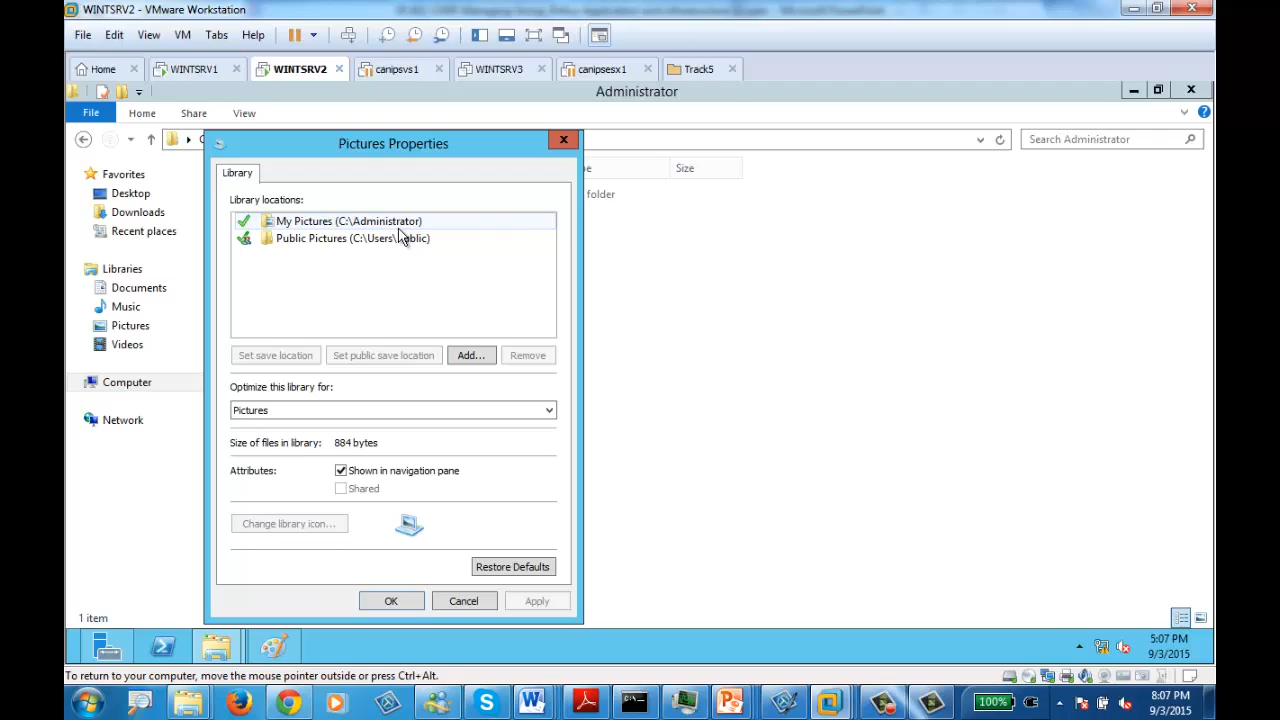 WINTSRV2 - VMware Workstation
File Edit View VM Tabs Help
Home WINTSRV1 WINTSRV2 canipsvs1 WINTSRV3 canipsesx1 Track5
Administrator
File Home Share View
Search Administrator
Pictures Properties
Library
Size
folder
Favorites
Desktop
Downloads
Recent places
Libraries
Documents
Music
Pictures
Videos
Computer
Network
Library locations:
My Pictures (C:\Administrator)
Public Pictures (C:\Users\
Set save location Set public save location Add... Remove
Optimize this library for:
Pictures
Size of files in library: 884 bytes
Attributes: Shown in navigation pane
Shared
Change library icon...
Restore Defaults
OK Cancel Apply
1 item
5:07 PM
9/3/2015
To return to your computer, move the mouse pointer outside or press Ctrl+Alt.
100%
8:07 PM
9/3/2015